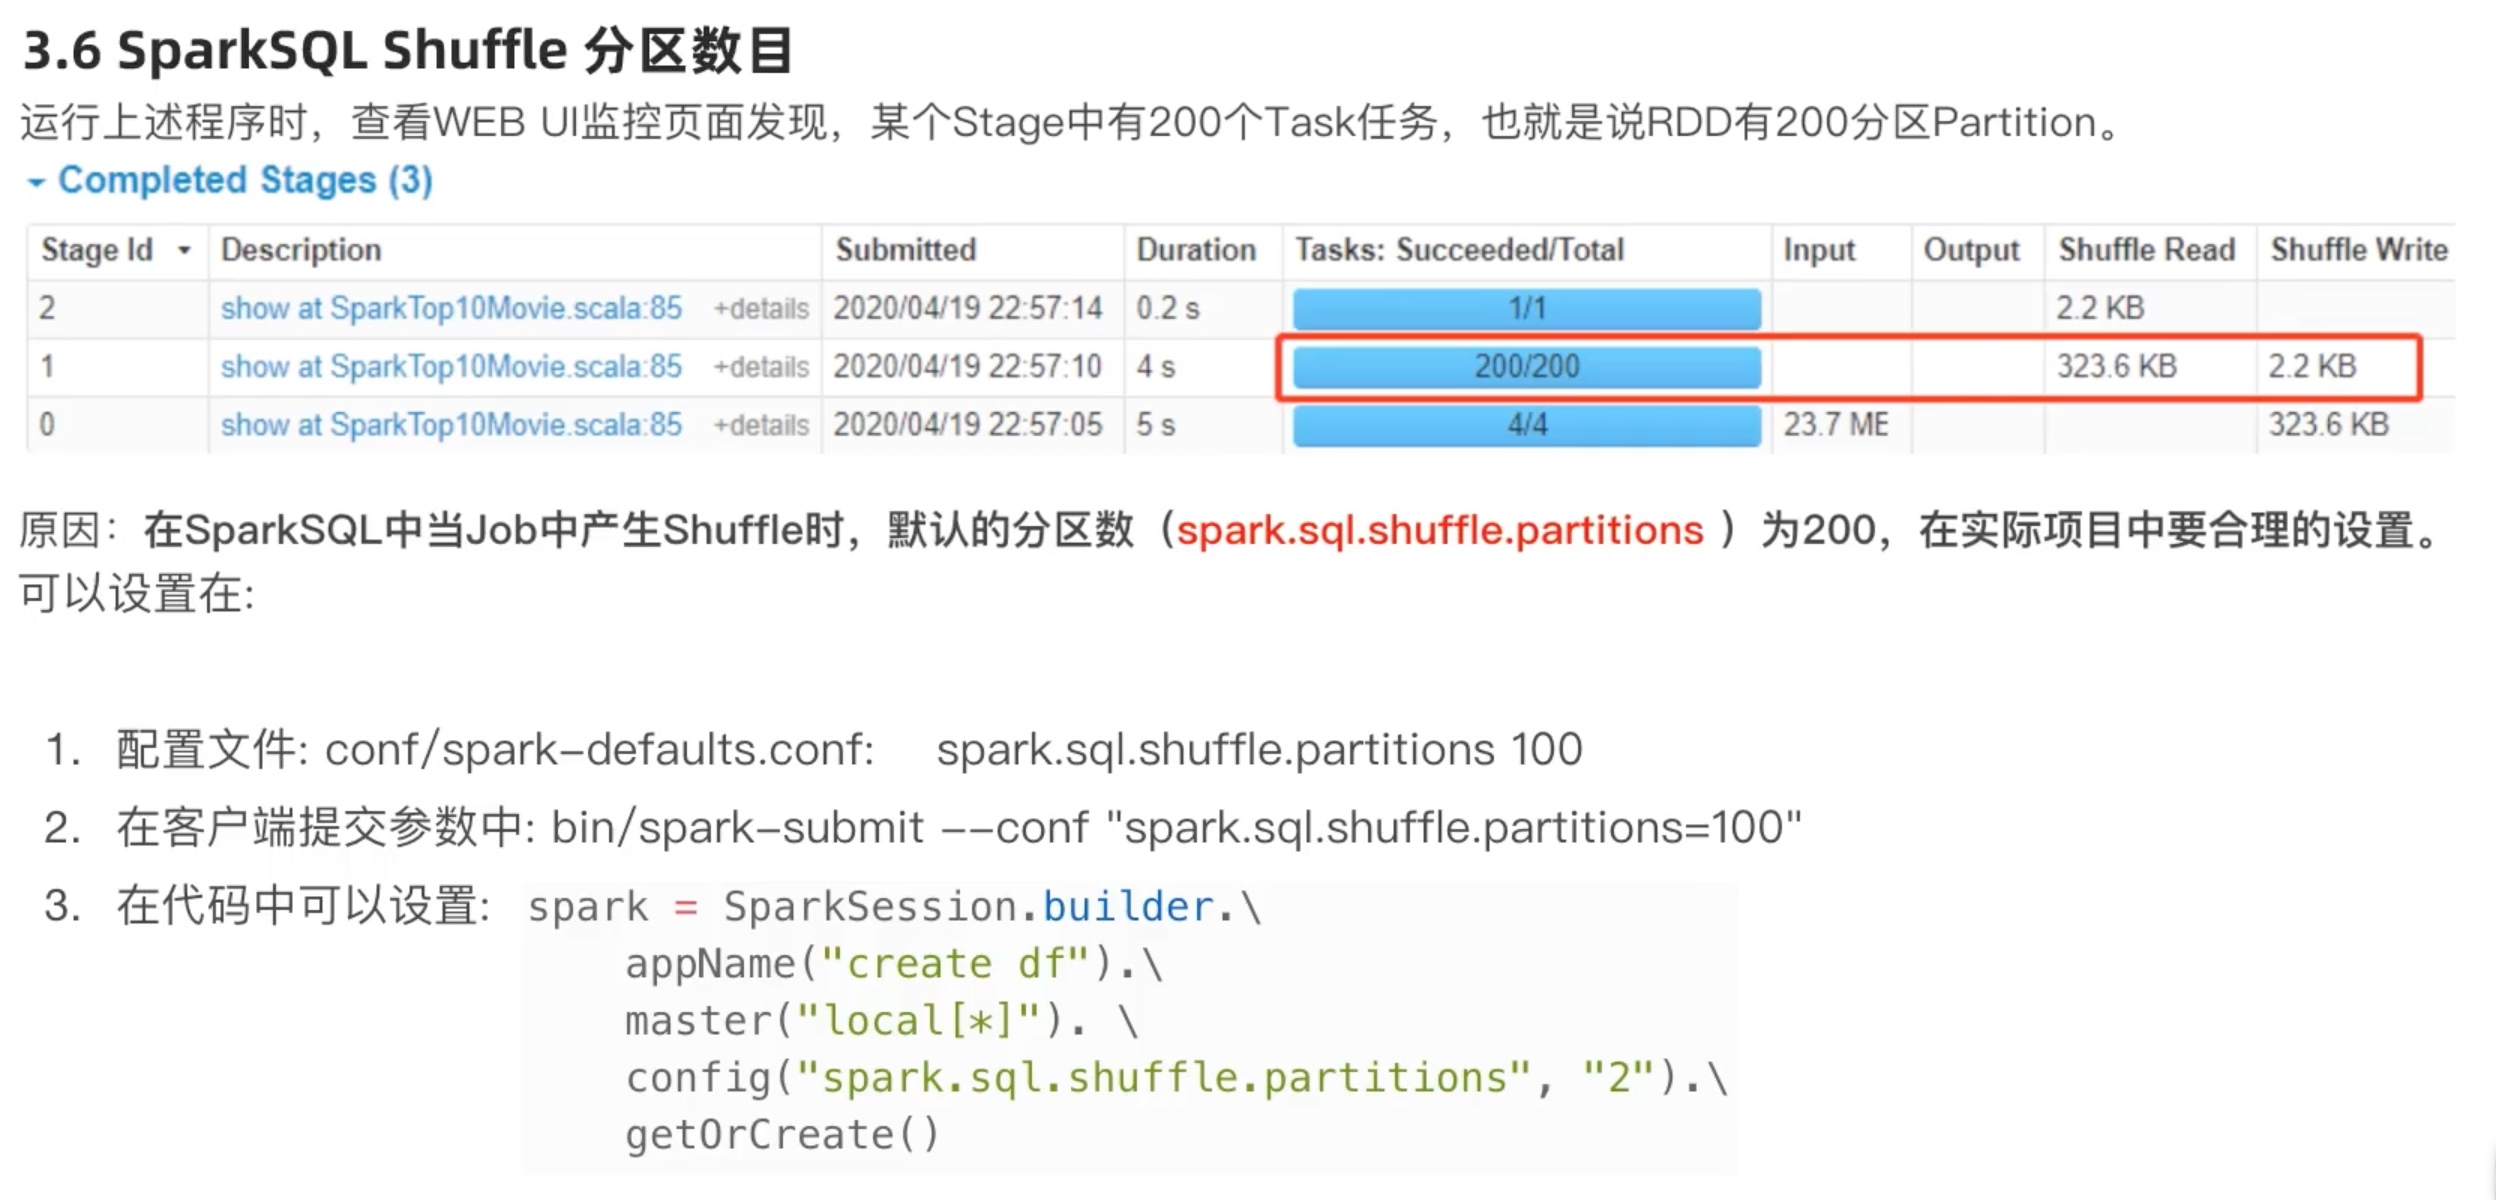 3.6 SparkSQL Shuffle 分区数目
运行上述程序时，查看WEB UI监控页面发现，某个Stage中有200个Task任务，也就是说RDD有200分区Partition。
Completed Stages (3)
Stage Id Description Submitted Duration Tasks: Succeeded/Total Input Output Shuffle Read Shuffle Write
2 show at SparkTop10Movie.scala:85 +details 2020/04/19 22:57:14 0.2 s 1/1 2.2 KB
1 show at SparkTop10Movie.scala:85 +details 2020/04/19 22:57:10 4 s 200/200 323.6 KB 2.2 KB
0 show at SparkTop10Movie.scala:85 +details 2020/04/19 22:57:05 5 s 4/4 23.7 ME 323.6 KB
原因：在SparkSQL中当Job中产生Shuffle时，默认的分区数（spark.sql.shuffle.partitions ）为200，在实际项目中要合理的设置。
可以设置在:
1. 配置文件: conf/spark-defaults.conf: spark.sql.shuffle.partitions 100
2. 在客户端提交参数中: bin/spark-submit --conf "spark.sql.shuffle.partitions=100"
3. 在代码中可以设置: spark = SparkSession.builder.\
appName("create df").\
master("local[*]"). \
config("spark.sql.shuffle.partitions", "2").\
getOrCreate()